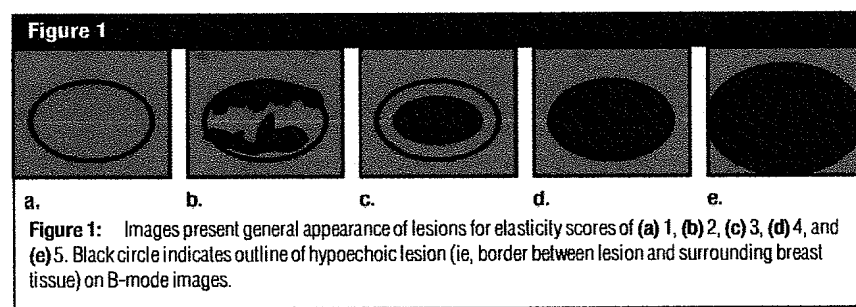 Figure 1
a. b. c. d. e.
Figure 1: Images present general appearance of lesions for elasticity scores of (a) 1, (b) 2, (c) 3, (d) 4, and
(e) 5. Black circle indicates outline of hypoechoic lesion (ie, border between lesion and surrounding breast
tissue) on B-mode images.